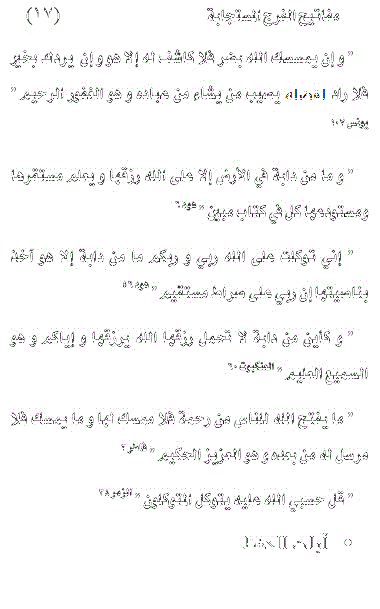 مفاتيح الفرج المستجابة (١٧)
" و إن يمسسك الله بضر فلا كاشف له إلا هو و إن يردك بخير
فلا راد لفضله يصيب من يشاء من عباده و هو الغفور الرحيم "
يونس ١٠٧
" و ما من دابة في الأرض إلا على الله رزقها و يعلم مستقرها
ومستودعها كل في كتاب مبين " هود ٦
" إني توكلت على الله ربي و ربكم ما من دابة إلا هو آخذ
بناصيتها إن ربي على صراط مستقيم " هود ٥٦
" و كأين من دابة لا تحمل رزقها الله يرزقها و إياكم و هو
السميع العليم " العنكبوت ٦٠
" ما يفتح الله للناس من رحمة فلا ممسك لها و ما يمسك فلا
مرسل له من بعده و هو العزيز الحكيم " فاطر ٢
" قل حسبي الله عليه يتوكل المتوكلون " الزمر ٣٨
○ آيات الحفظ